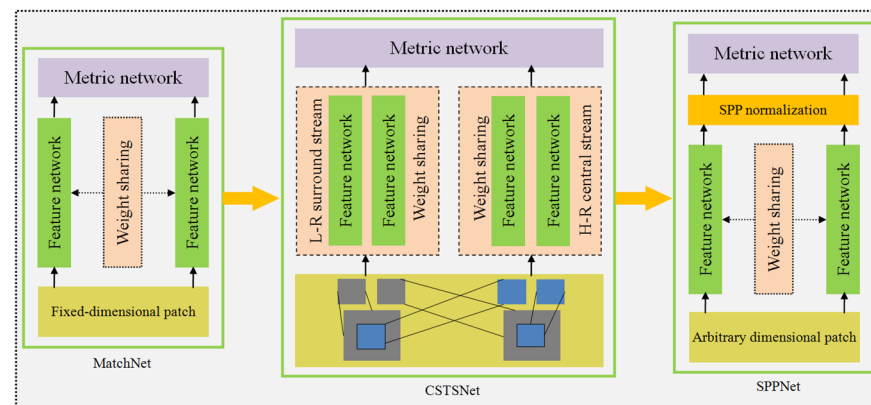 Metric network
Feature network
Weight sharing
Feature network
Fixed-dimensional patch
MatchNet
Metric network
L-R surround stream
Feature network
Feature network
Weight sharing
Weight sharing
Feature network
Feature network
H-R central stream
CSTSNet
Metric network
SPP normalization
Feature network
Weight sharing
Feature network
Arbitrary dimensional patch
SPPNet